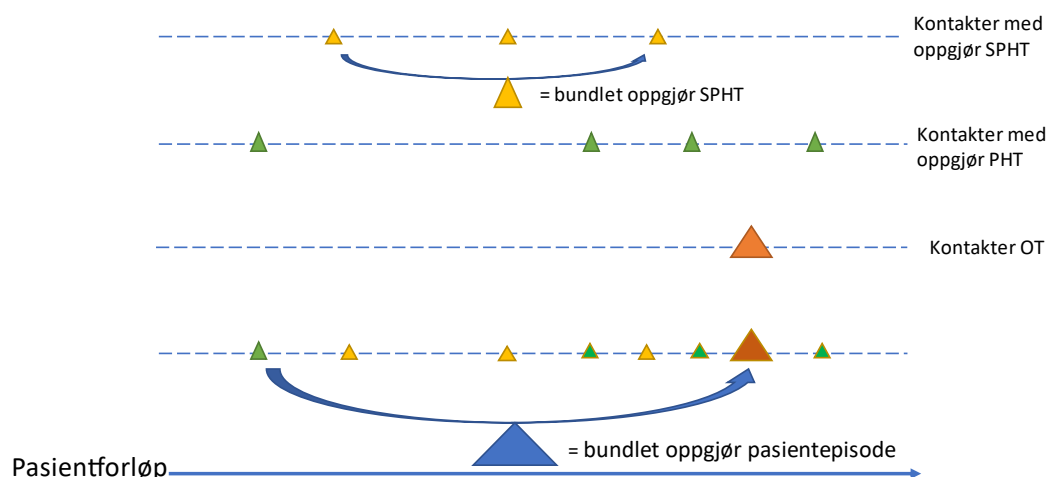 Kontakter med
oppgjør SPHT
= bundlet oppgjør SPHT
Kontakter med
oppgjør PHT
Kontakter OT
= bundlet oppgjør pasientepisode
Pasientforløp